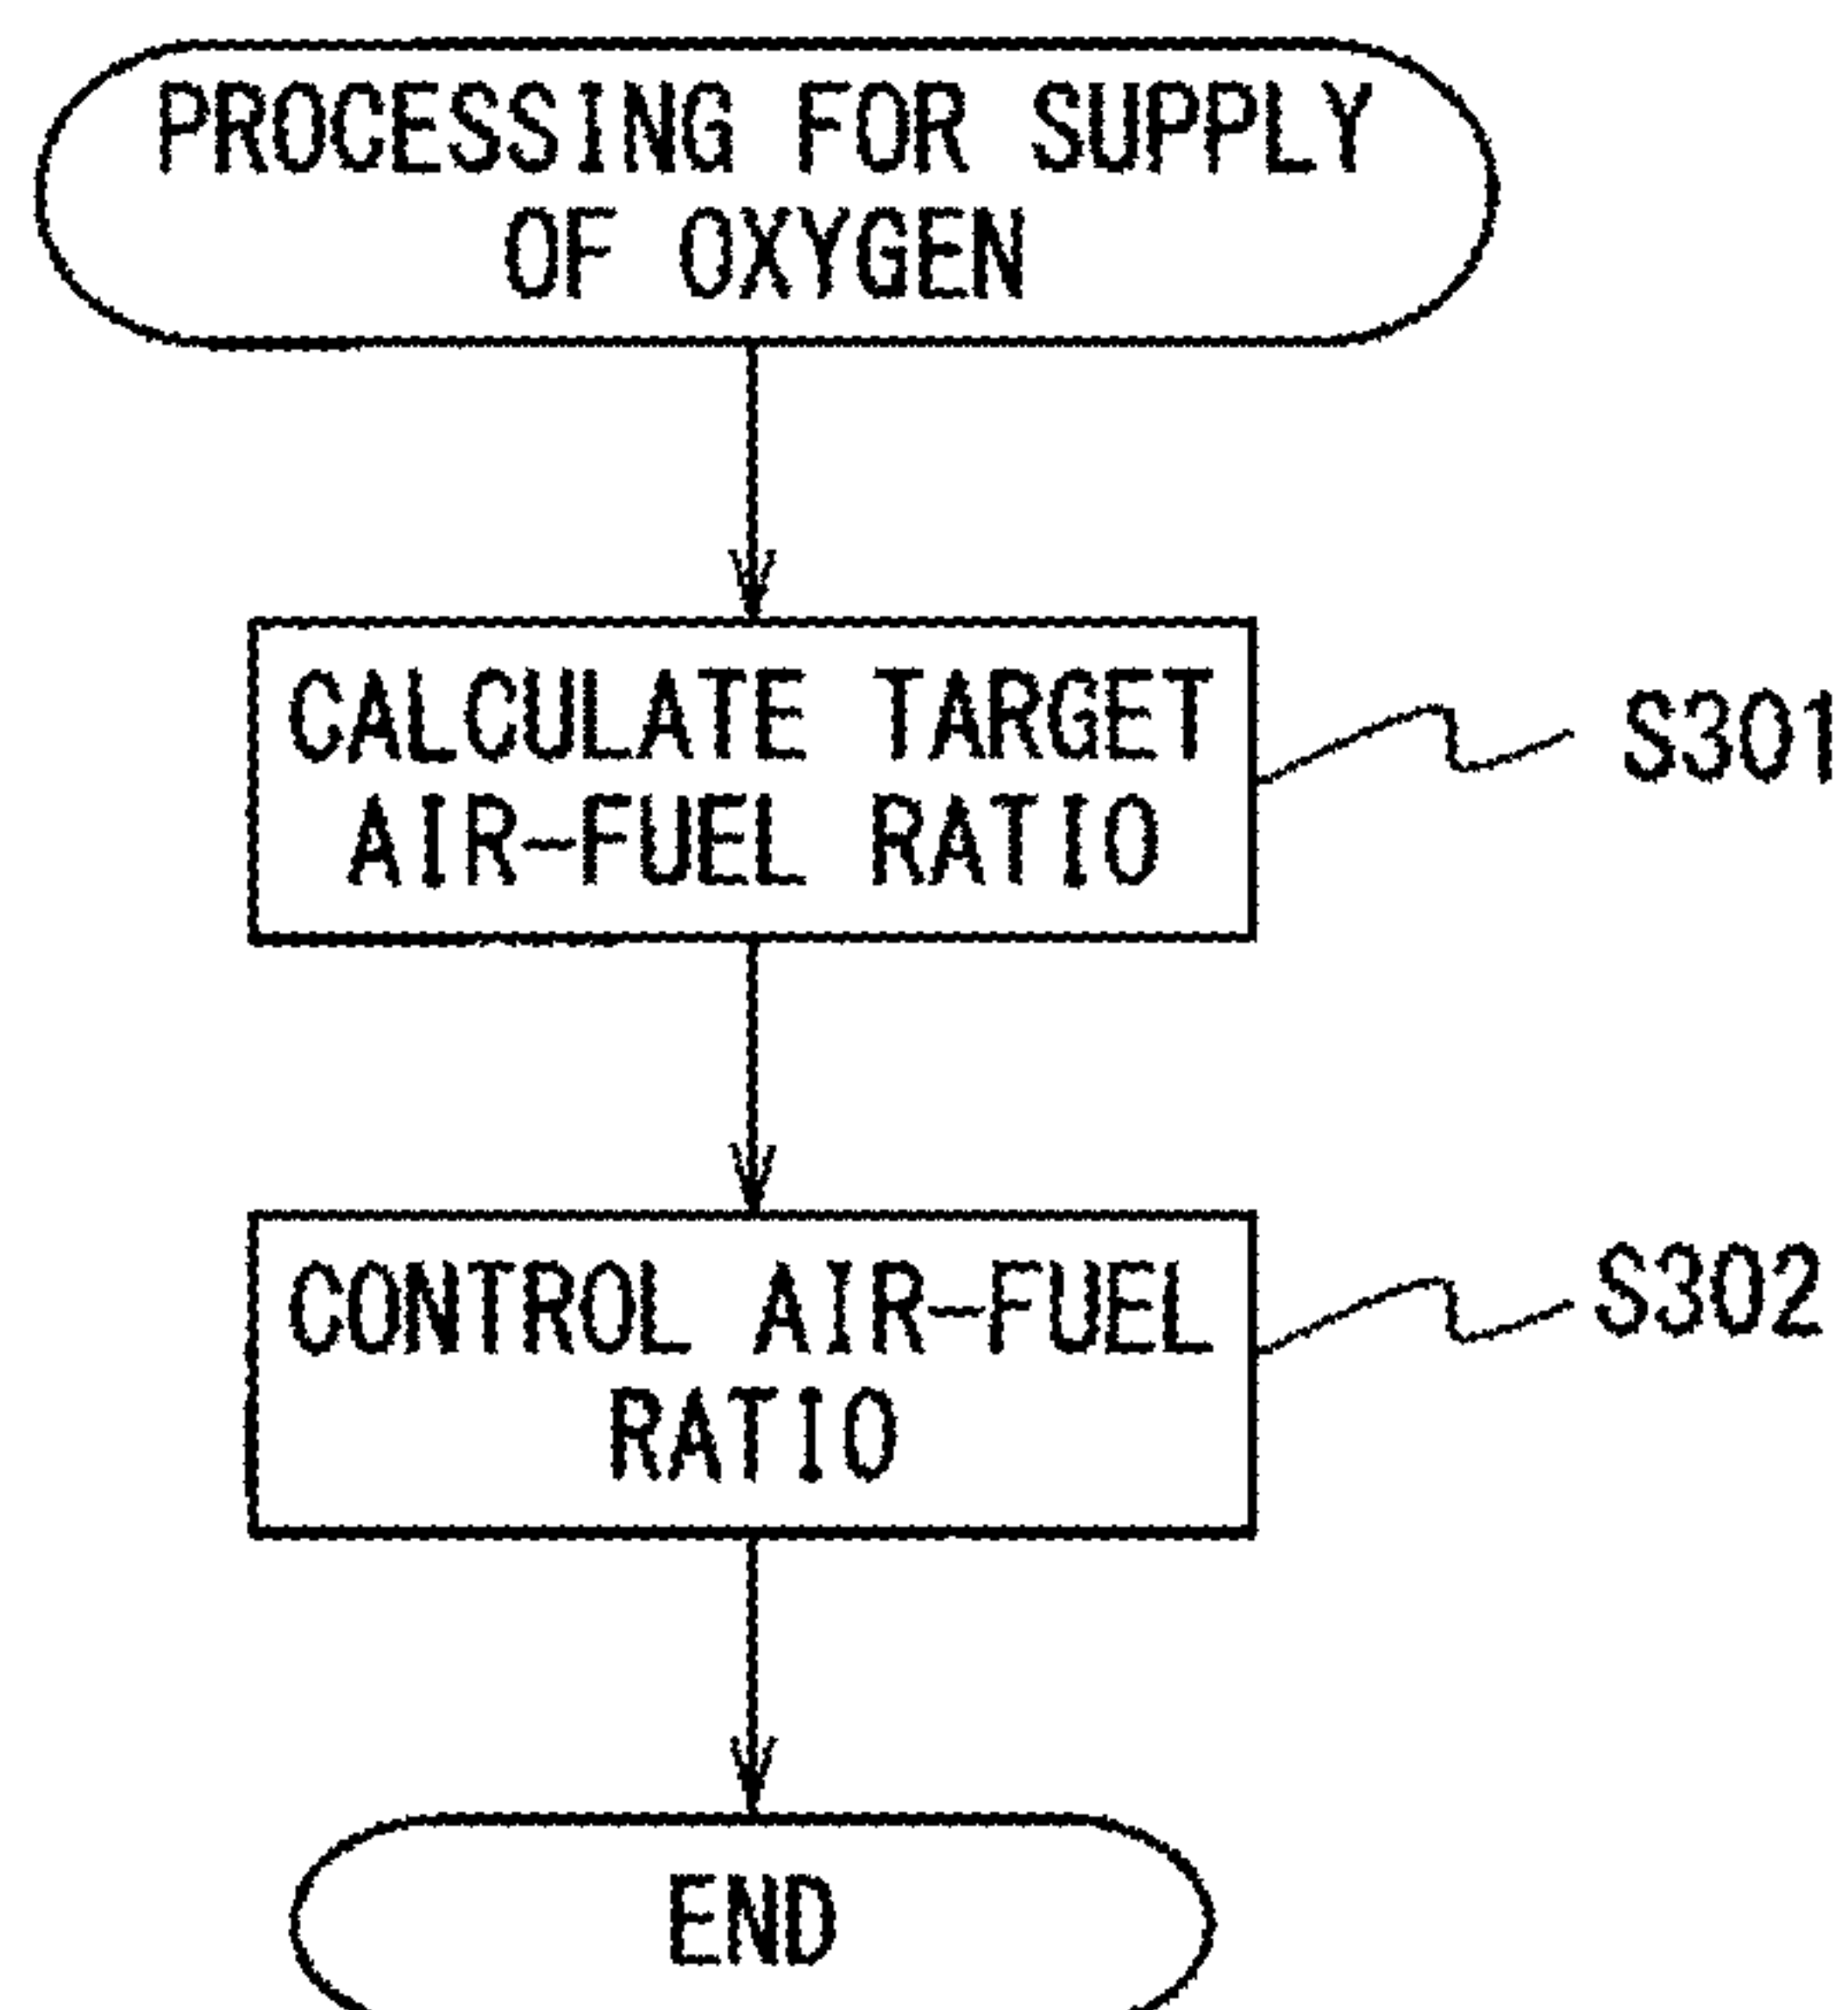 PROCESSING FOR SUPPLY
OF OXYGEN
CALCULATE TARGET
AIR-FUEL RATIO
S301
CONTROL AIR-FUEL
RATIO
S302
END